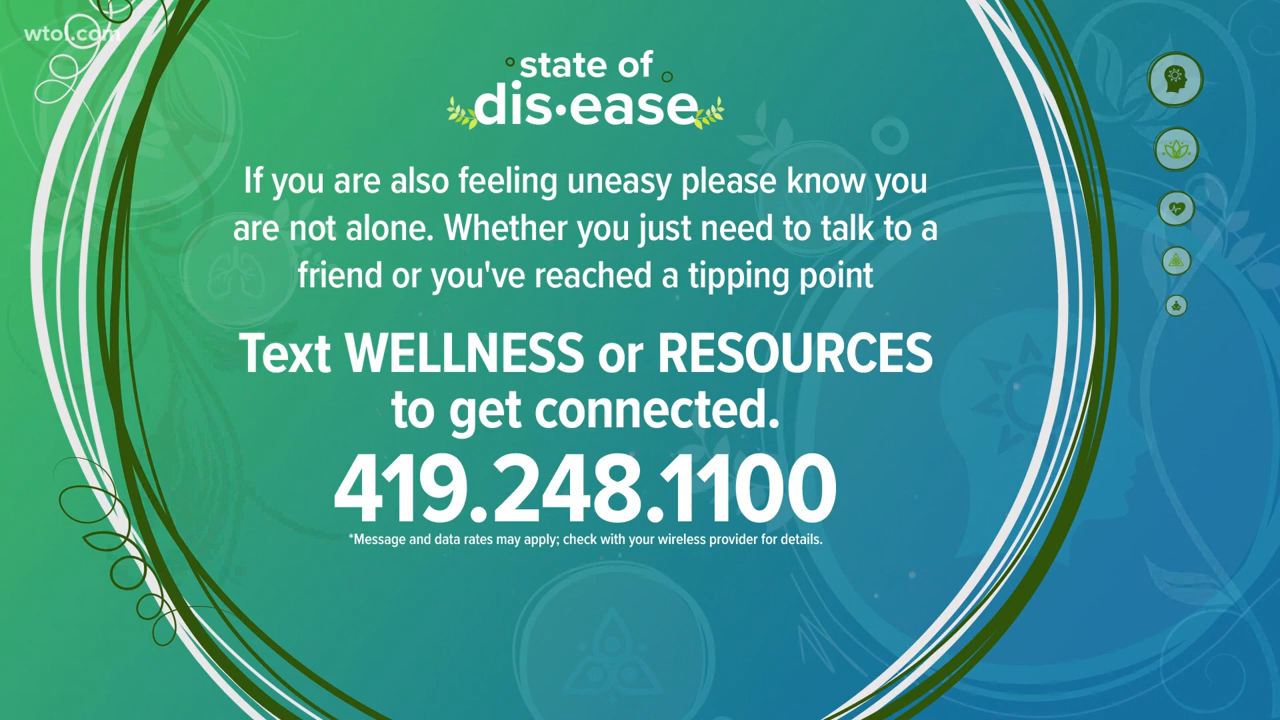 wtol.com
state of
dis•ease
If you are also feeling uneasy please know you
are not alone. Whether you just need to talk to a
friend or you've reached a tipping point
Text WELLNESS or RESOURCES
to get connected.
419.248.1100
*Message and data rates may apply; check with your wireless provider for details.